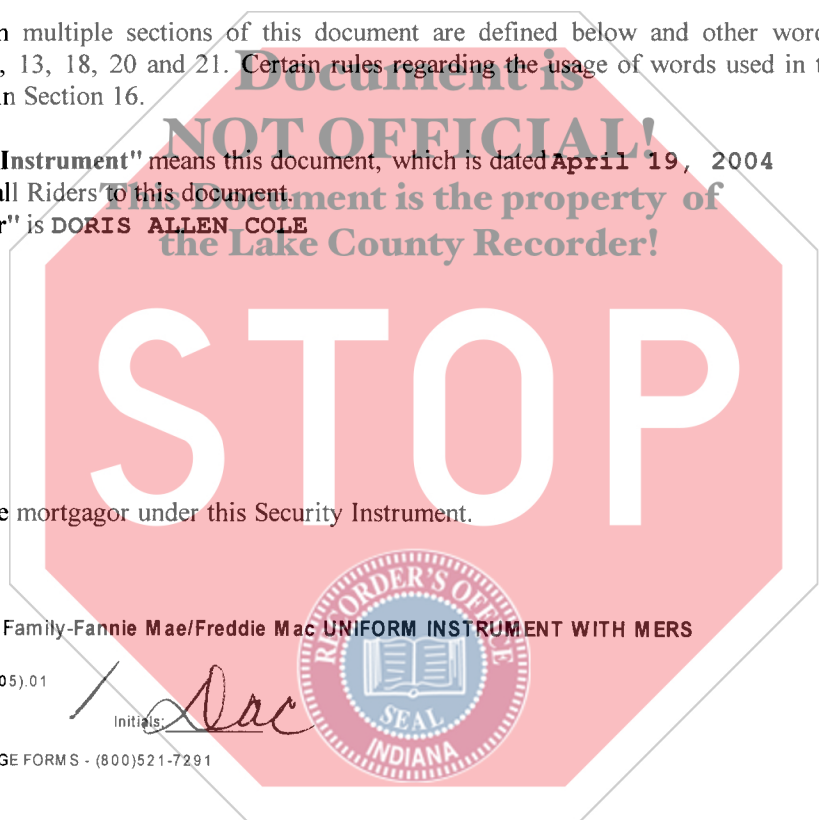 multiple sections of this document are defined below and other
, 13, 18, 20 and 21. Certain rules regarding the usage of words used in
in Section 16.
Document is
NOT OFFICIAL!
Instrument" means this document, which is dated April 19, 2004
all Riders to this document.
This Document is the property of
r" is DORIS ALLEN COLE
the Lake County Recorder!
STOP
e mortgagor under this Security Instrument.
RECORDER'S OFFICE
Family-Fannie Mae/Freddie Mac UNIFORM INSTRUMENT WITH MERS
05).01
Initials: Dac
SEAL
INDIANA
GE FORMS - (800)521-7291